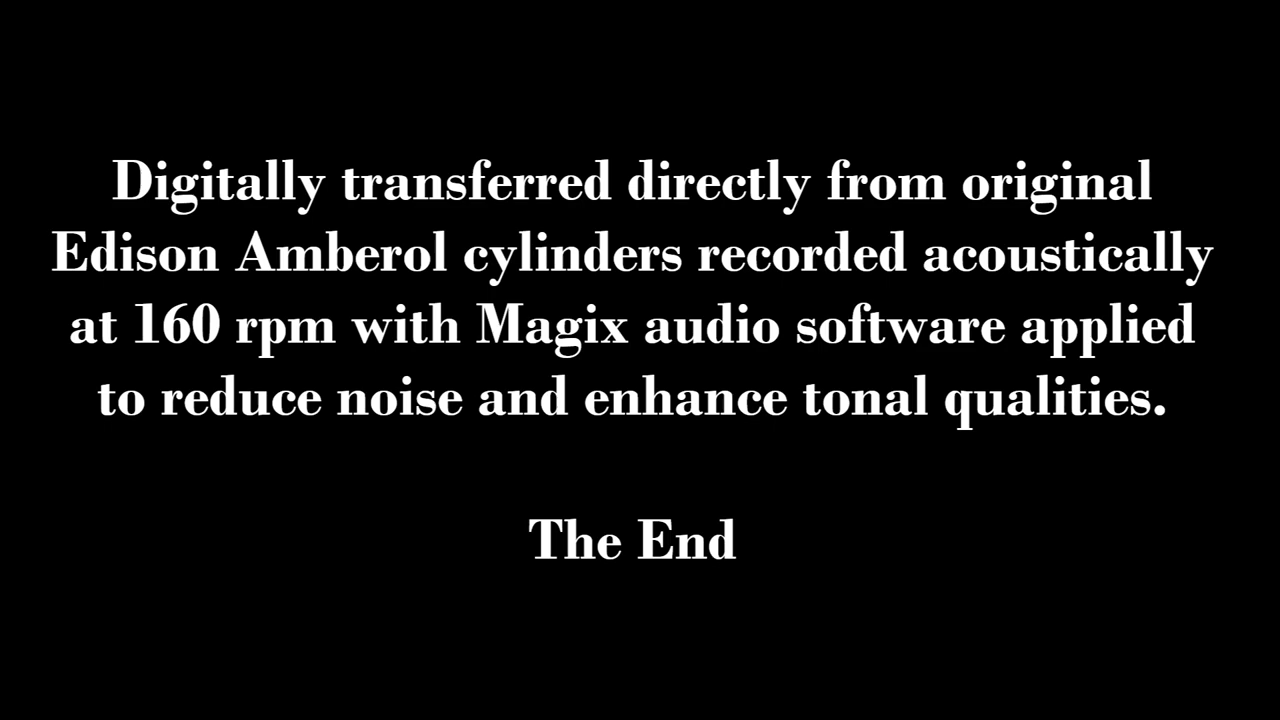 Digitally transferred directly from original
Edison Amberol cylinders recorded acoustically
at 160 rpm with Magix audio software applied
to reduce noise and enhance tonal qualities.
The End